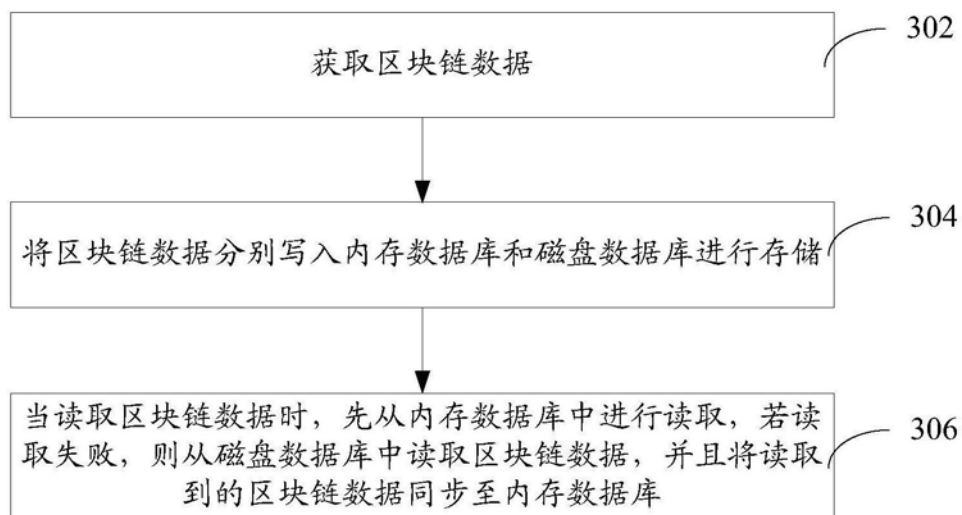 获取区块链数据
302
将区块链数据分别写入内存数据库和磁盘数据库进行存储
304
当读取区块链数据时，先从内存数据库中进行读取，若读
取失败，则从磁盘数据库中读取区块链数据，并且将读取
到的区块链数据同步至内存数据库
306